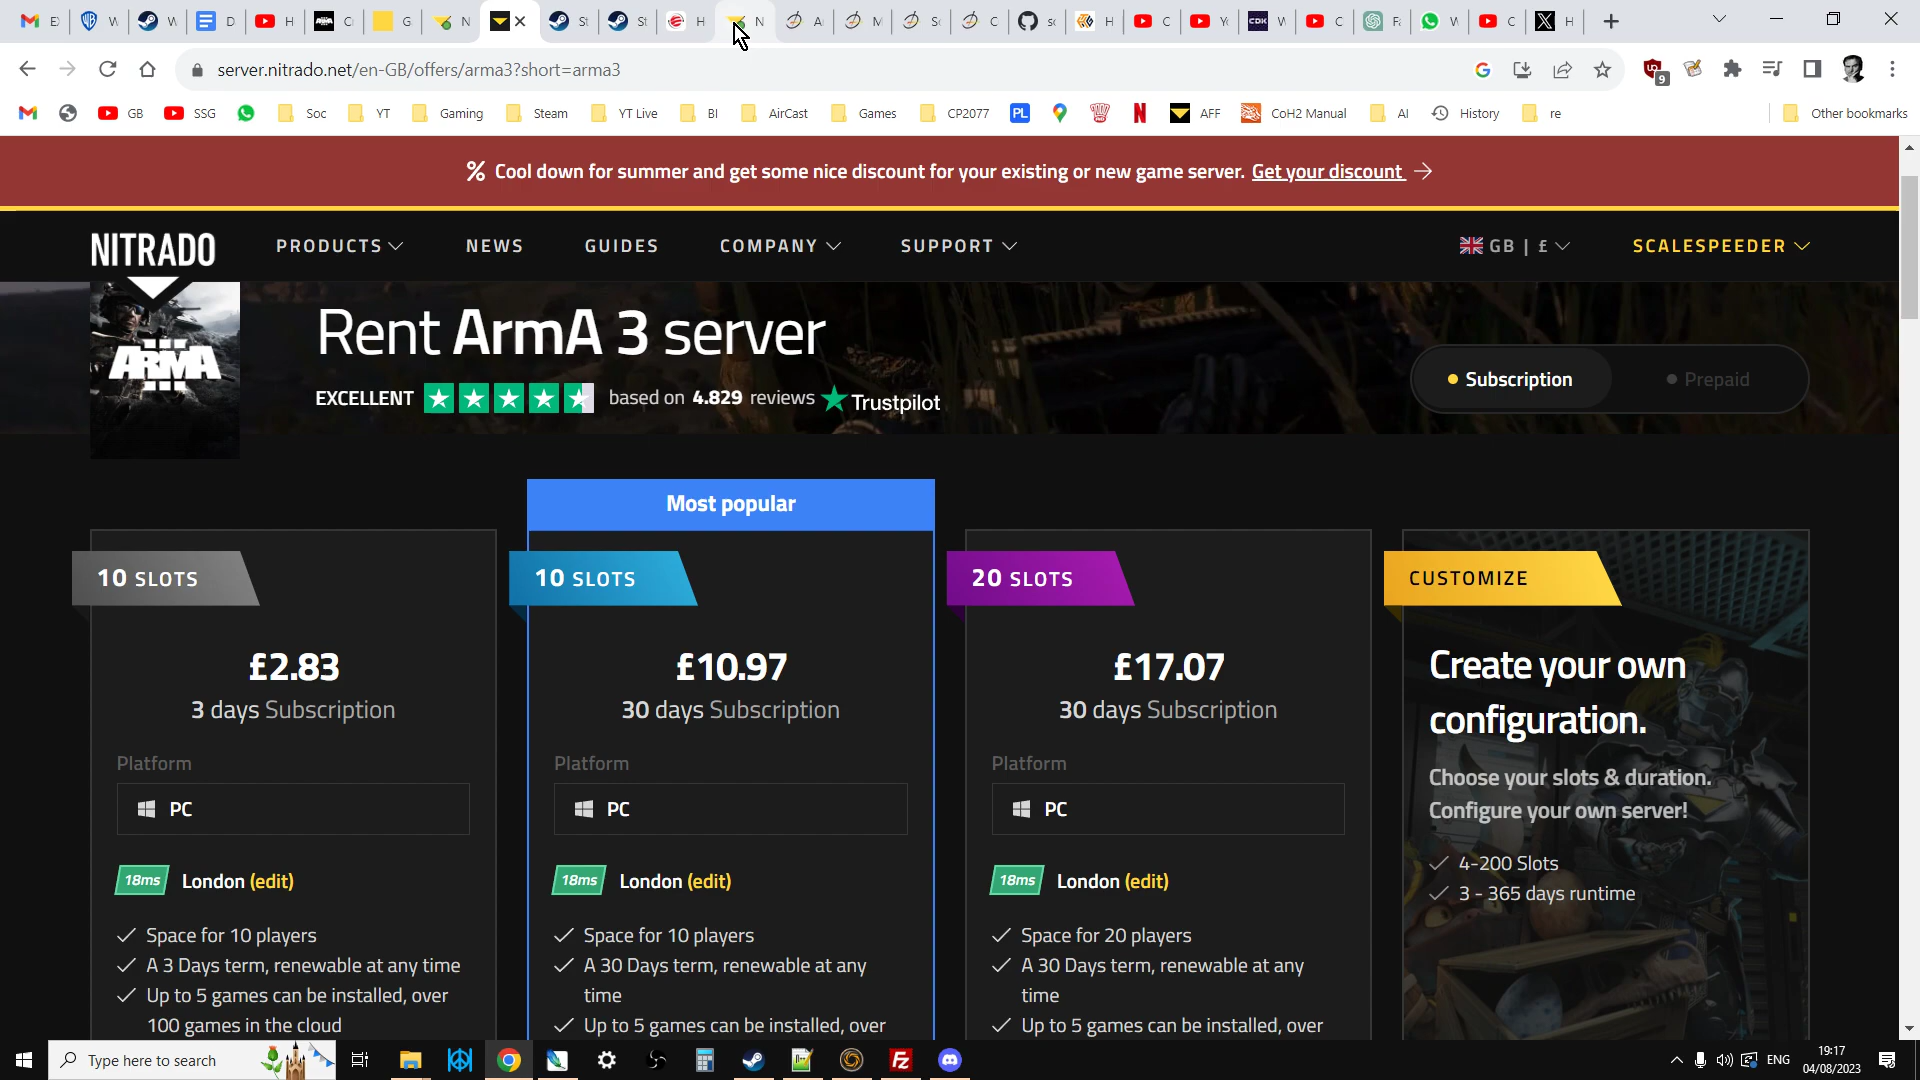 server.nitrado.net/en-GB/offers/arma3?short=arma3
9
GB
SSG
Soc
YT
Gaming
Steam
YT Live
BI
AirCast
Games
CP2077
AFF
CoH2 Manual
AI
History
re
Other bookmarks
% Cool down for summer and get some nice discount for your existing or new game server. Get your discount →
NITRADO
PRODUCTS
NEWS
GUIDES
COMPANY
SUPPORT
GB | £
SCALESPEEDER
ARMA III
Rent ArmA 3 server
EXCELLENT based on 4.829 reviews Trustpilot
Subscription
Prepaid
Most popular
10 SLOTS
£2.83
3 days Subscription
Platform
PC
18ms London (edit)
Space for 10 players
A 3 Days term, renewable at any time
Up to 5 games can be installed, over
100 games in the cloud
10 SLOTS
£10.97
30 days Subscription
Platform
PC
18ms London (edit)
Space for 10 players
A 30 Days term, renewable at any
time
Up to 5 games can be installed, over
20 SLOTS
£17.07
30 days Subscription
Platform
PC
18ms London (edit)
Space for 20 players
A 30 Days term, renewable at any
time
Up to 5 games can be installed, over
CUSTOMIZE
Create your own
configuration.
Choose your slots & duration.
Configure your own server!
4-200 Slots
3 - 365 days runtime
Type here to search
ENG
19:17
04/08/2023